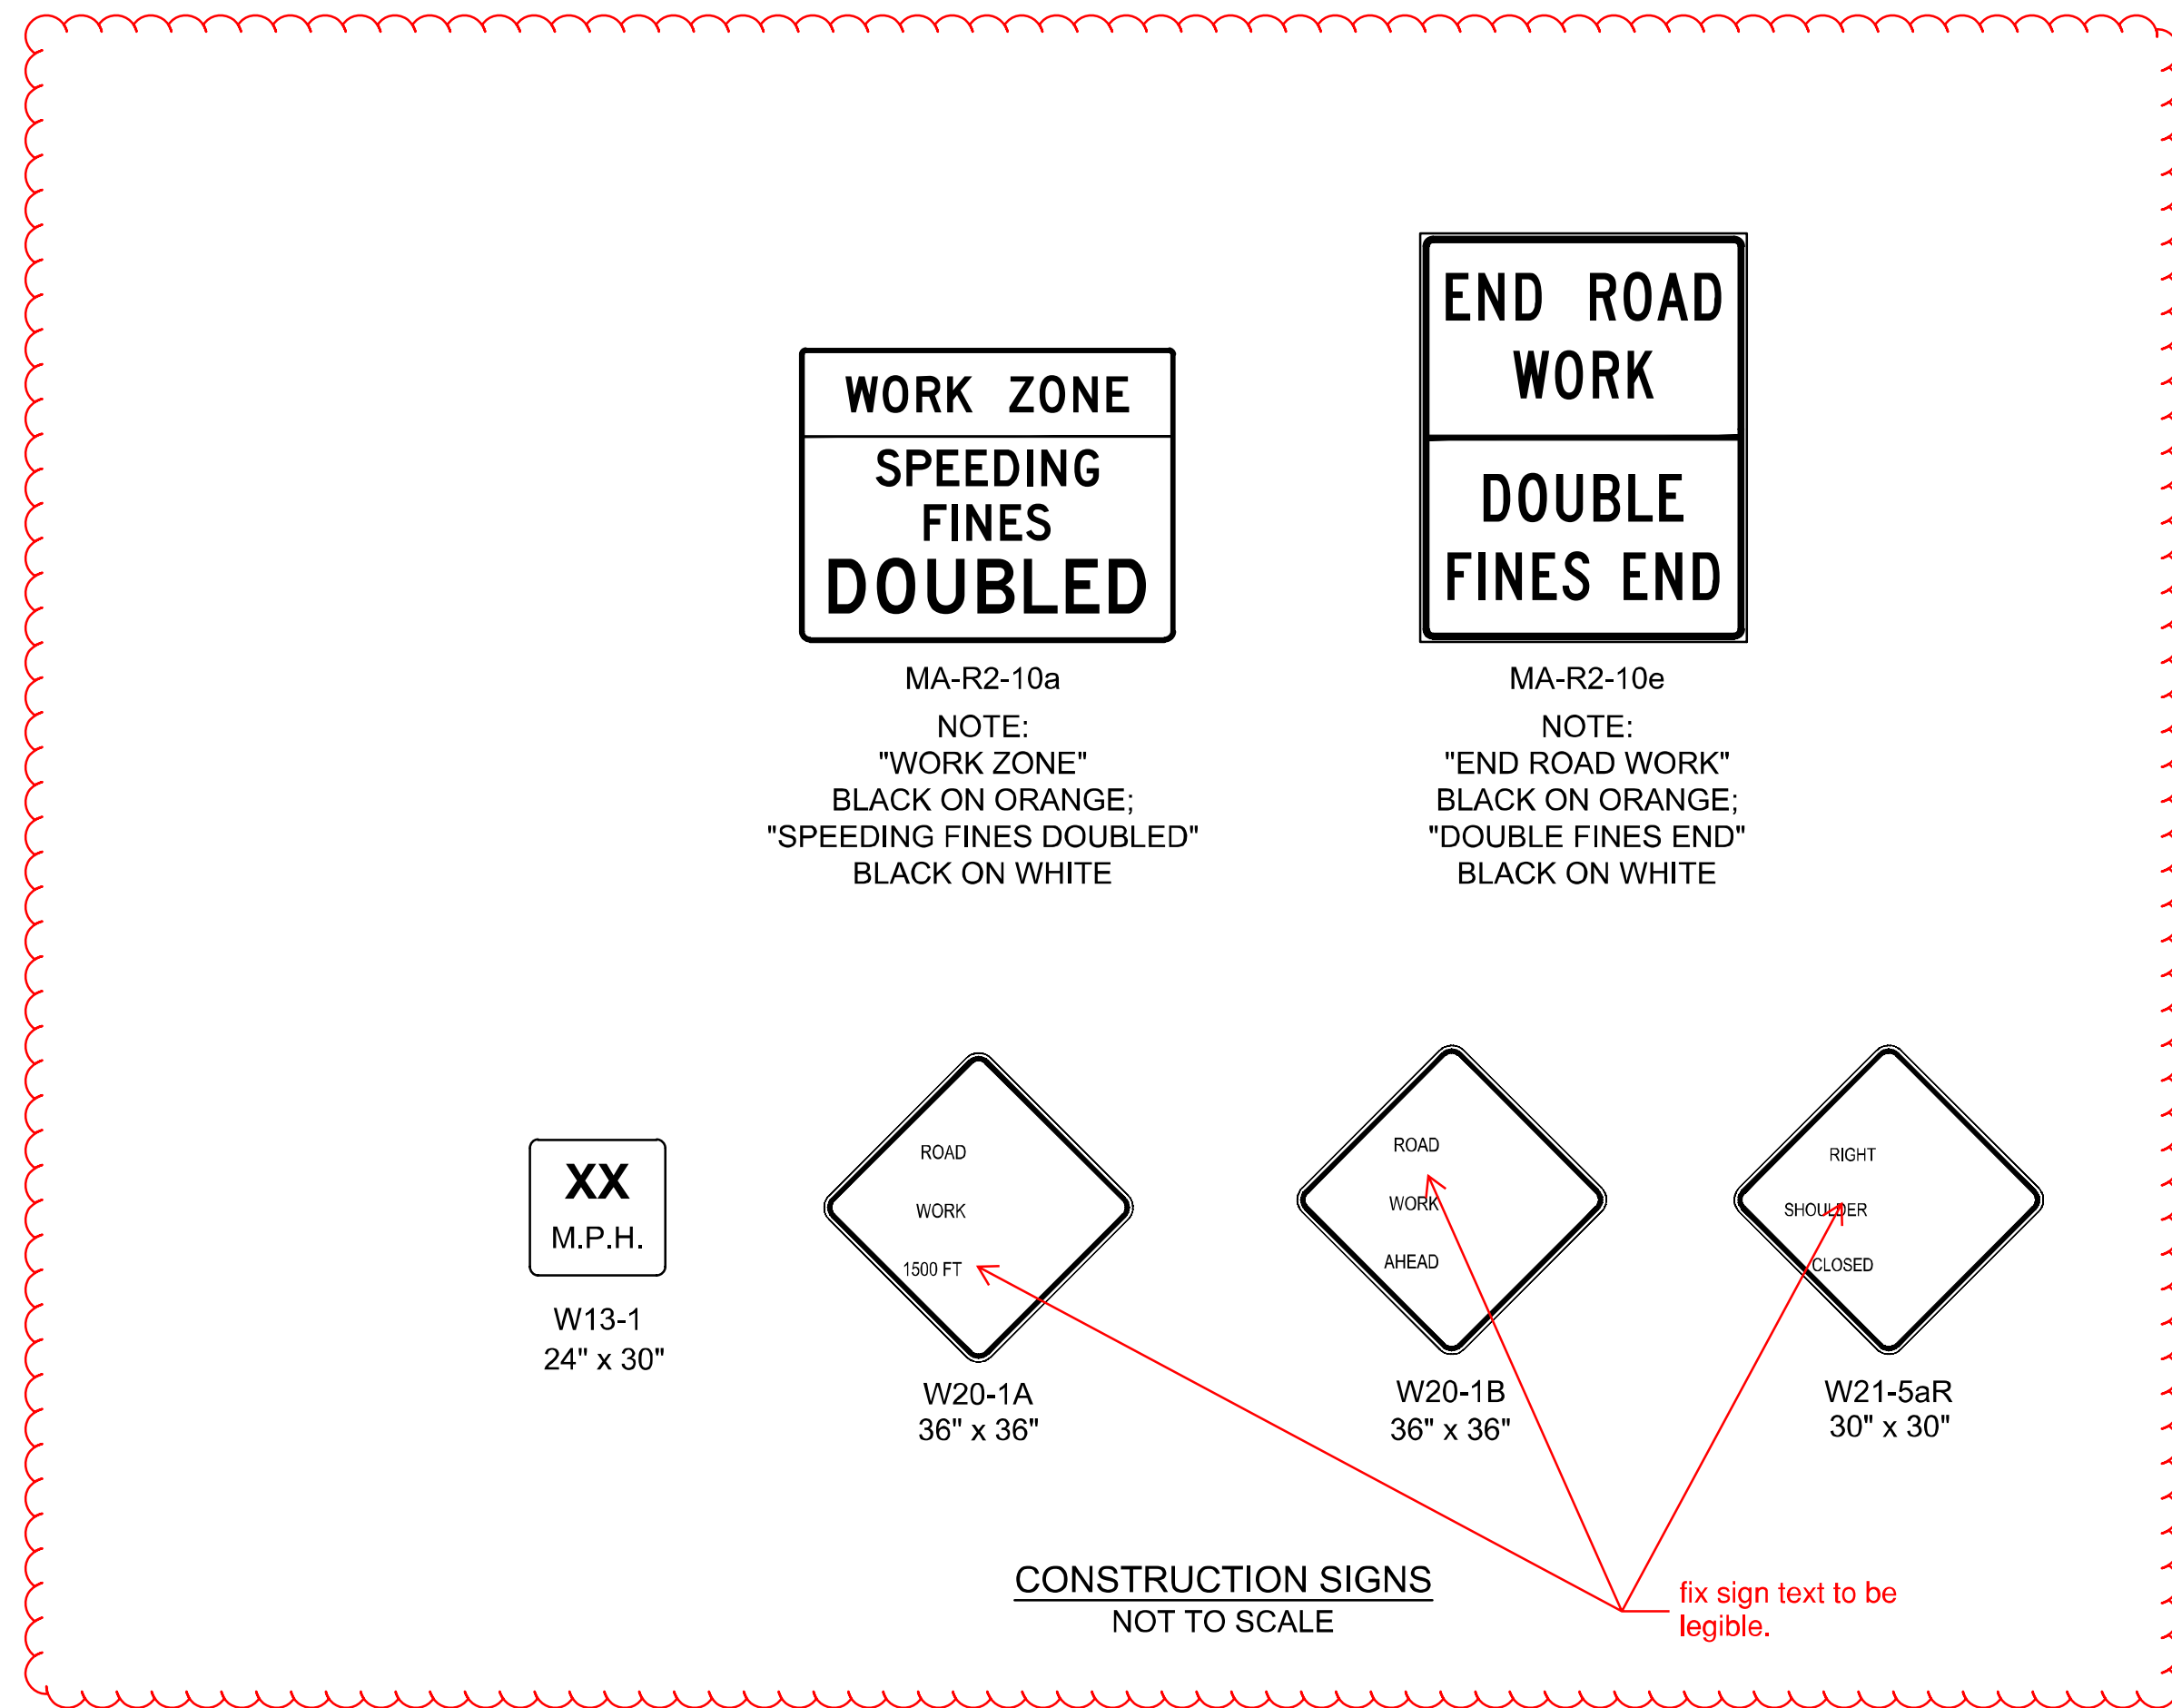 WORK ZONE
SPEEDING
FINES
DOUBLED
MA-R2-10a
NOTE:
"WORK ZONE"
BLACK ON ORANGE;
"SPEEDING FINES DOUBLED"
BLACK ON WHITE
END ROAD
WORK
DOUBLE
FINES END
MA-R2-10e
NOTE:
"END ROAD WORK"
BLACK ON ORANGE;
"DOUBLE FINES END"
BLACK ON WHITE
XX
M.P.H.
W13-1
24" x 30"
ROAD
WORK
1500 FT
W20-1A
36" x 36"
ROAD
WORK
AHEAD
W20-1B
36" x 36"
RIGHT
SHOULDER
CLOSED
W21-5aR
30" x 30"
CONSTRUCTION SIGNS
NOT TO SCALE
fix sign text to be
legible.